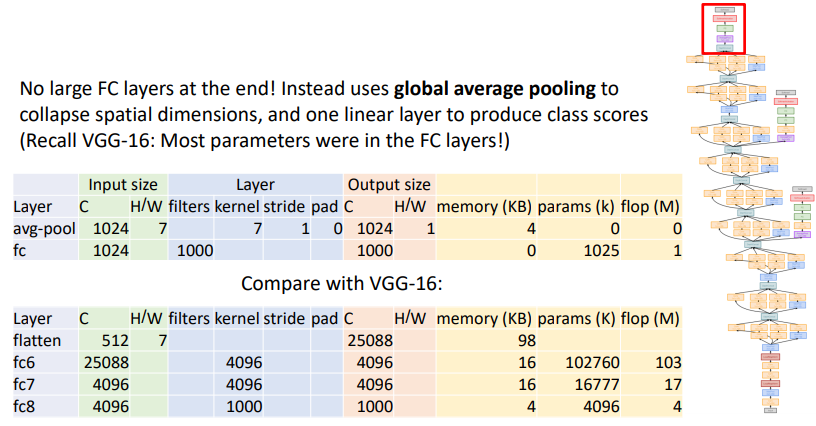 No large FC layers at the end! Instead uses global average pooling to
collapse spatial dimensions, and one linear layer to produce class scores
(Recall VGG-16: Most parameters were in the FC layers!)
Input size Layer Output size
Layer C H/W filters kernel stride pad C H/W memory (KB) params (k) flop (M)
avg-pool 1024 7 7 1 0 1024 1 4 0 0
fc 1024 1000 1000 0 1025 1
Compare with VGG-16:
Layer C H/W filters kernel stride pad C H/W memory (KB) params (K) flop (M)
flatten 512 7 25088 98
fc6 25088 4096 4096 16 102760 103
fc7 4096 4096 4096 16 16777 17
fc8 4096 1000 1000 4 4096 4